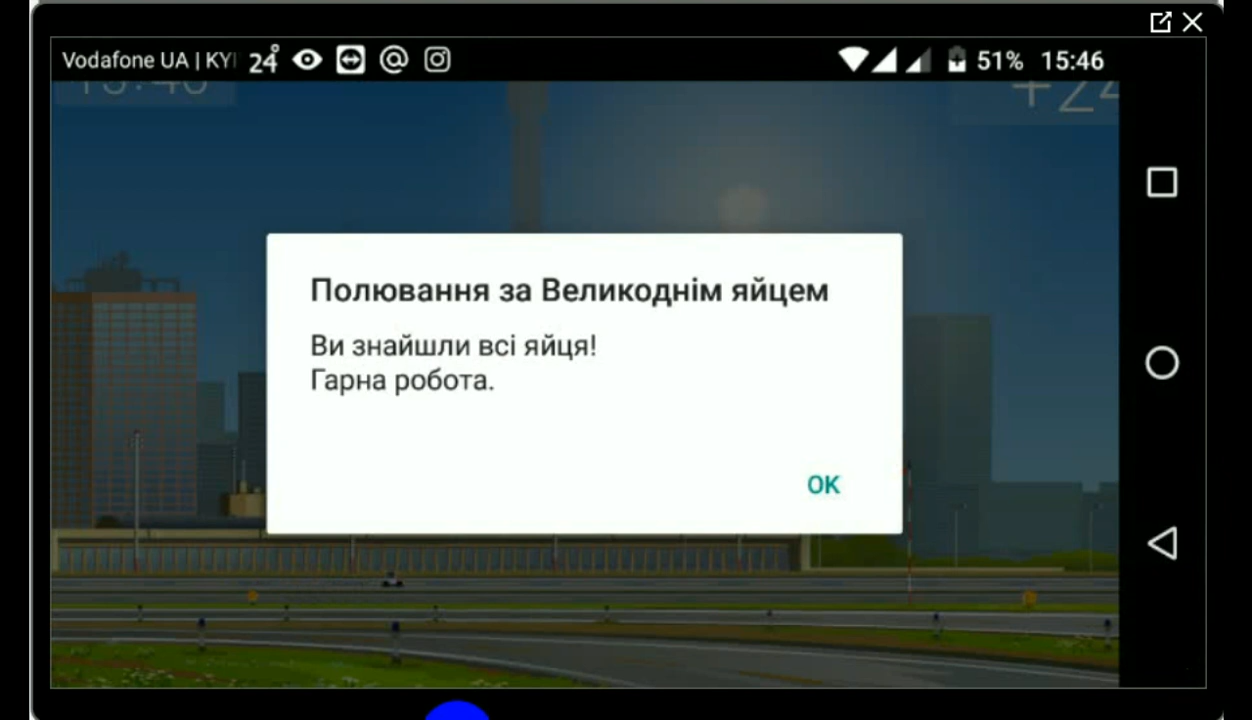 Vodafone UA | KYI 24° 51% 15:46
Полювання за Великоднім яйцем
Ви знайшли всі яйця!
Гарна робота.
OK